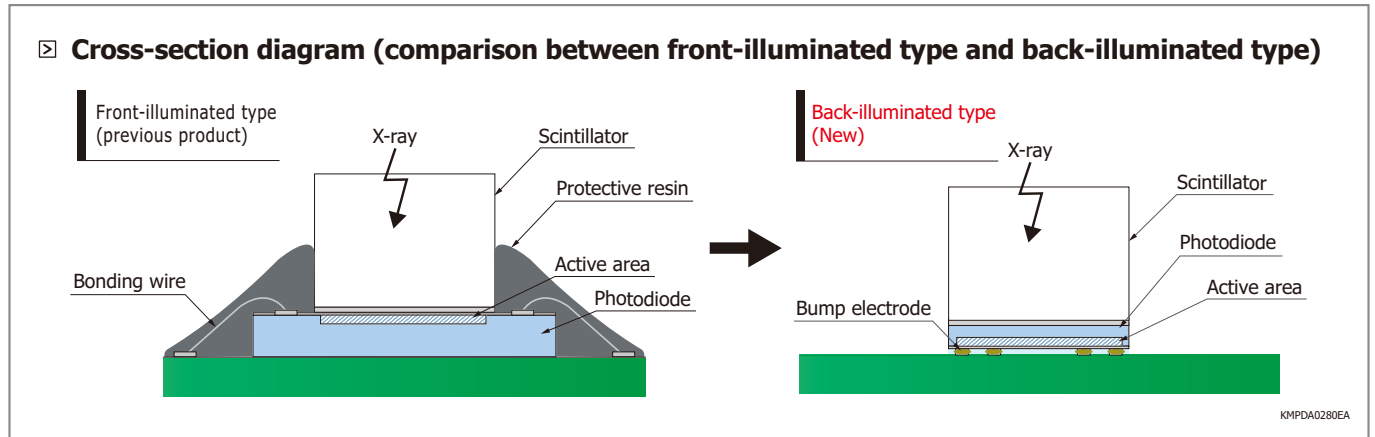 Cross-section diagram (comparison between front-illuminated type and back-illuminated type)
Front-illuminated type
(previous product)
X-ray
Scintillator
Protective resin
Bonding wire
Active area
Photodiode
Back-illuminated type
(New)
X-ray
Scintillator
Photodiode
Active area
Bump electrode
KMPDA0280EA